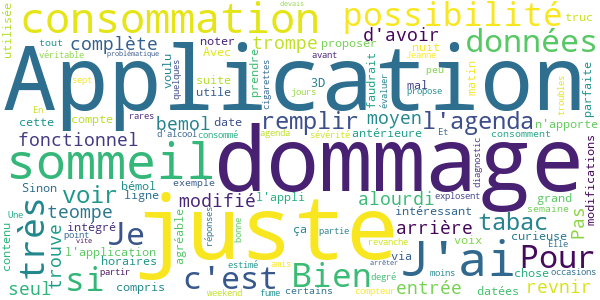 devais
utilisée consommation possibilité truc
tout complète trompe d'avoir données
véritable problématique noter Avec proposer nuit avant Jeanne
sept quelques voulu suite utile prendre 3D mal peu propose matin parfaite
Application
En rares compte cigarettes jours faudrait évaluer troubles
cette d'alcool bemol date remplir moyen l'agenda n'apporte
fonctionnel consommé agenda sévérité antérieure Et consomment
sommeil dommage
Sinon bémol exemple modifié l'appli alourdi diagnostic explosent modifications
ligne voir grand semaine
Une teompe intégré Je réponses juste ça arrière intéressant tabac Pas
très trouve point vite agréable bonne partie voix curieuse
contenu l'application horaires c'est Bien revanche via J'ai Pour Elle
seul si partir estimé amis arrêter degré entrée chose occasions
compris weekend fume certains compteur moins datées revnir